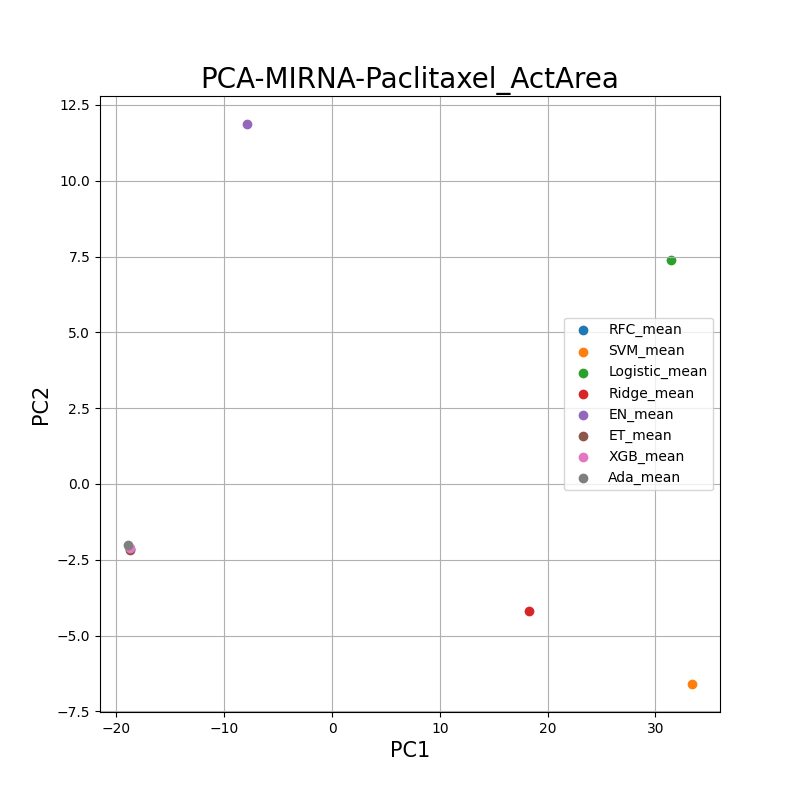 PCA-MIRNA-Paclitaxel_ActArea
12.5
10.0
7.5
5.0
2.5
0.0
−2.5
−5.0
−7.5
PC2
RFC_mean
SVM_mean
Logistic_mean
Ridge_mean
EN_mean
ET_mean
XGB_mean
Ada_mean
−20 −10 0 10 20 30
PC1